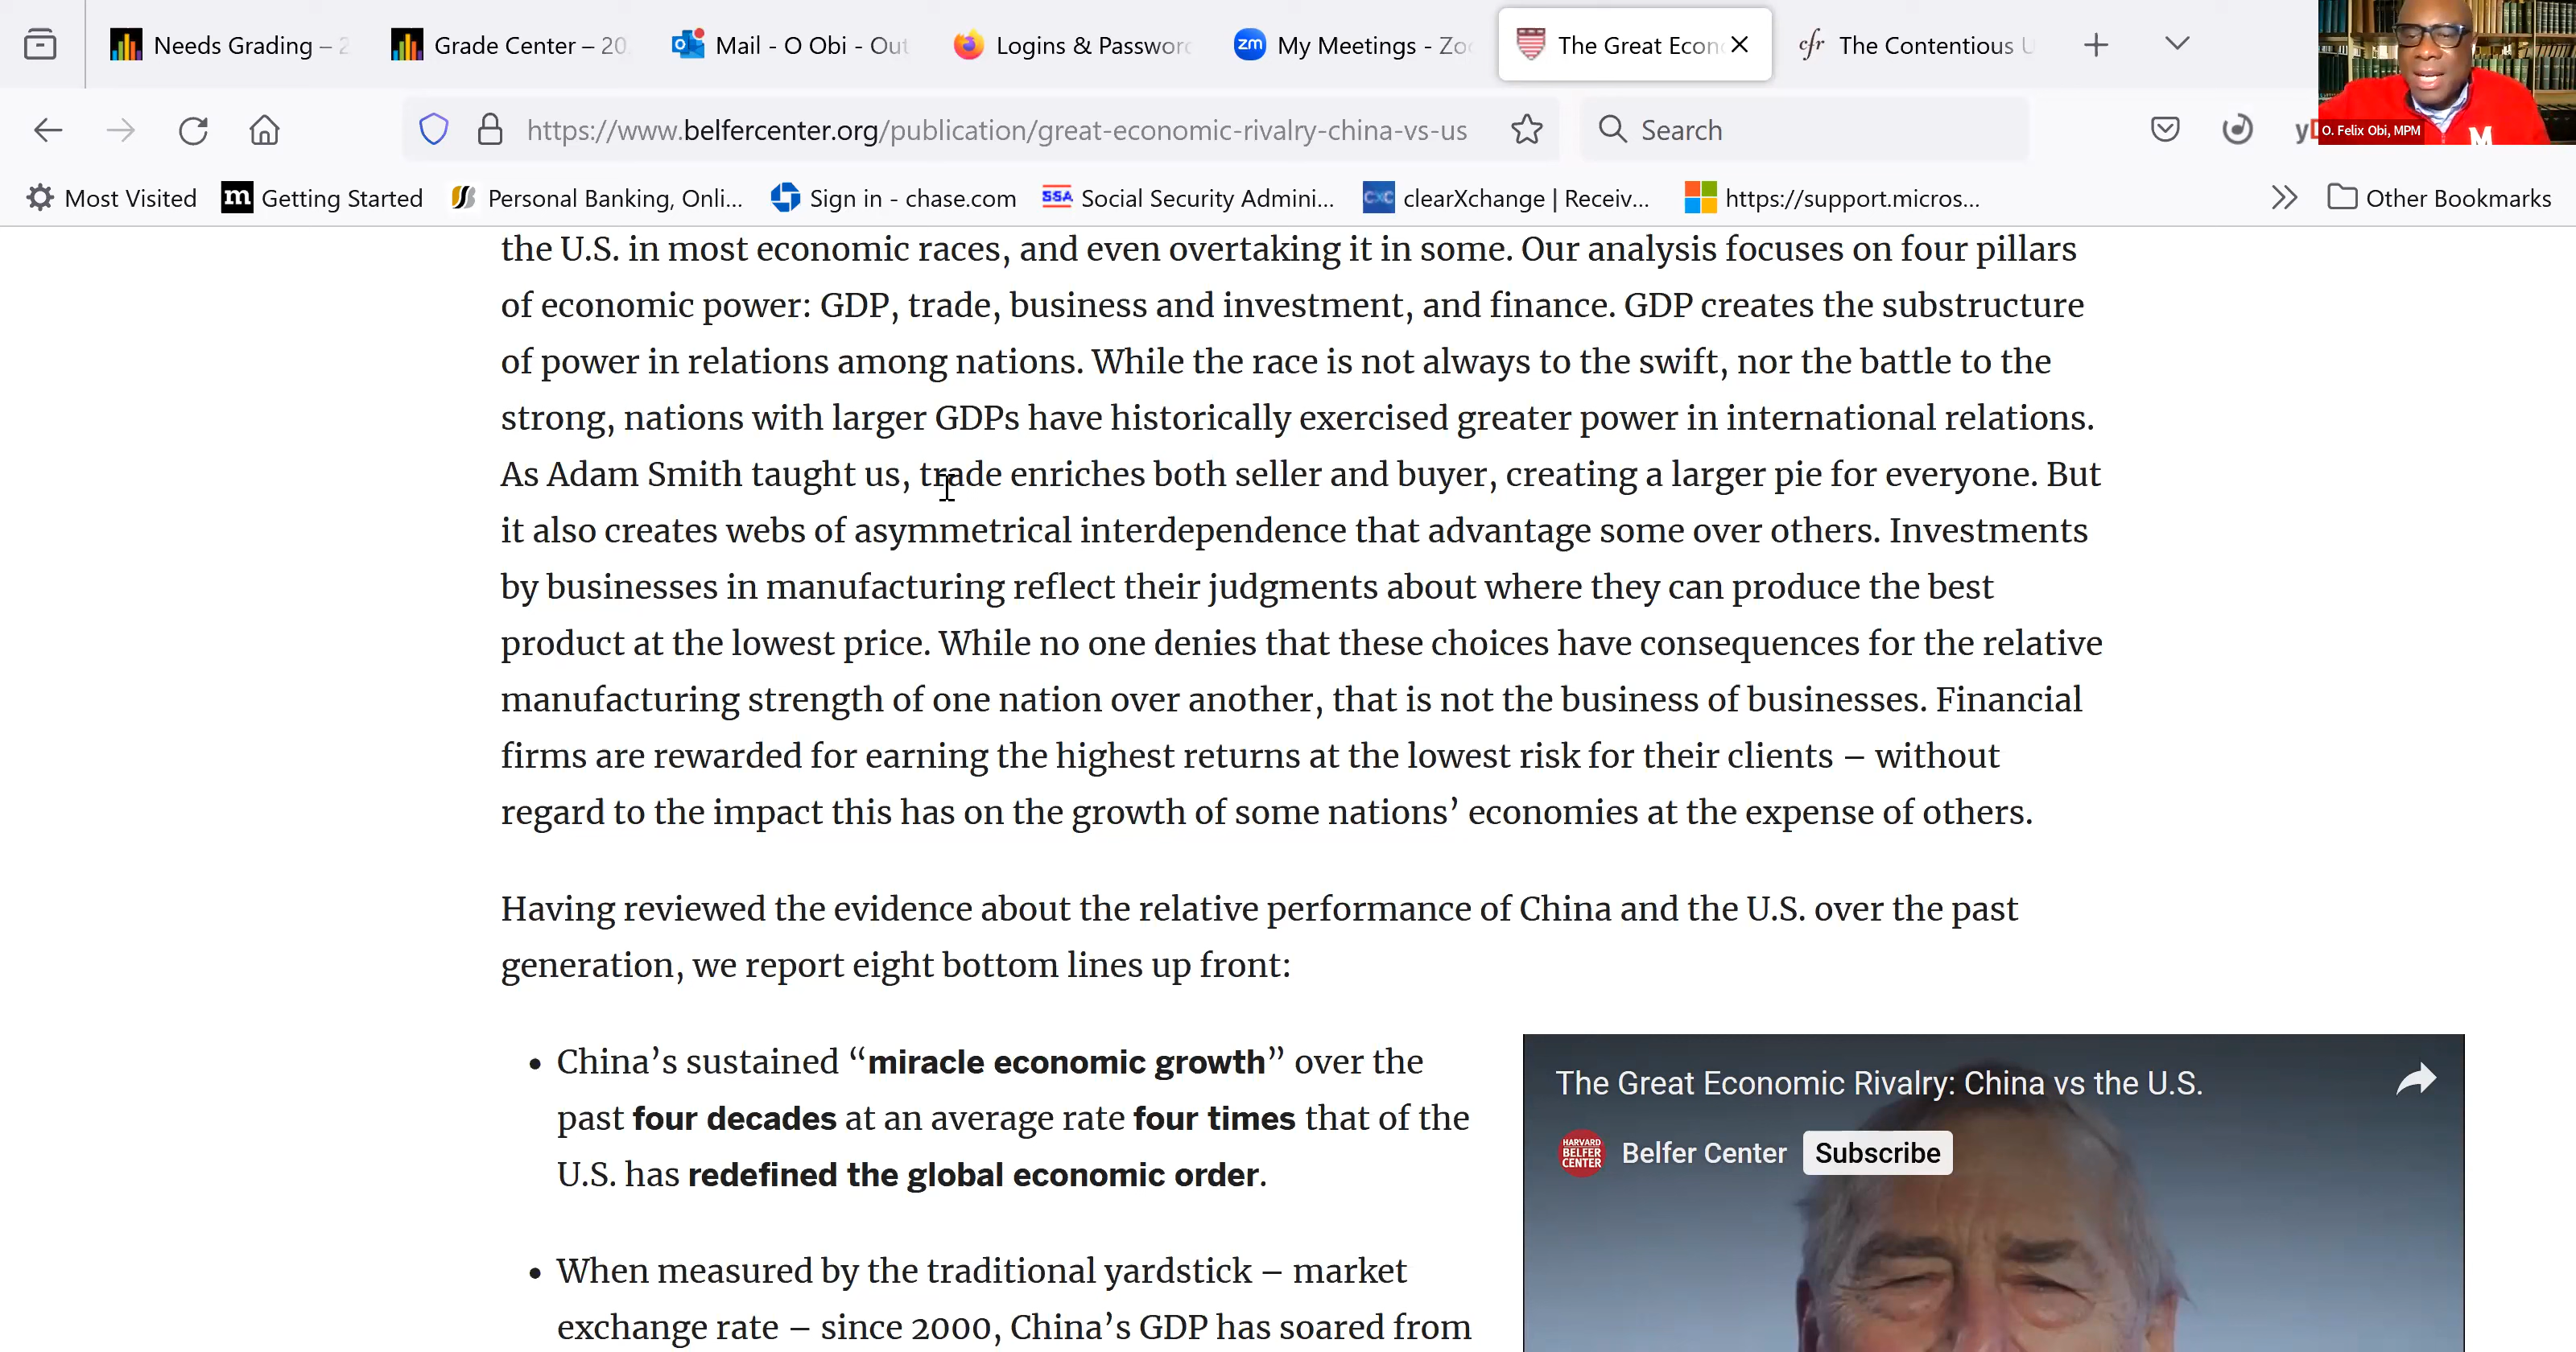 Needs Grading – 2
Grade Center – 20
Mail - O Obi - Out
Logins & Password
My Meetings - Zoo
The Great Econ
cfr The Contentious U
https://www.belfercenter.org/publication/great-economic-rivalry-china-vs-us
Search
O. Felix Obi, MPM
M
Most Visited
m Getting Started
Personal Banking, Onli...
Sign in - chase.com
SSA Social Security Admini...
CXC clearXchange | Receiv...
https://support.micros...
Other Bookmarks
the U.S. in most economic races, and even overtaking it in some. Our analysis focuses on four pillars
of economic power: GDP, trade, business and investment, and finance. GDP creates the substructure
of power in relations among nations. While the race is not always to the swift, nor the battle to the
strong, nations with larger GDPs have historically exercised greater power in international relations.
As Adam Smith taught us, trade enriches both seller and buyer, creating a larger pie for everyone. But
it also creates webs of asymmetrical interdependence that advantage some over others. Investments
by businesses in manufacturing reflect their judgments about where they can produce the best
product at the lowest price. While no one denies that these choices have consequences for the relative
manufacturing strength of one nation over another, that is not the business of businesses. Financial
firms are rewarded for earning the highest returns at the lowest risk for their clients – without
regard to the impact this has on the growth of some nations’ economies at the expense of others.
Having reviewed the evidence about the relative performance of China and the U.S. over the past
generation, we report eight bottom lines up front:
• China’s sustained “miracle economic growth” over the
past four decades at an average rate four times that of the
U.S. has redefined the global economic order.
• When measured by the traditional yardstick – market
exchange rate – since 2000, China’s GDP has soared from
The Great Economic Rivalry: China vs the U.S.
HARVARD
BELFER
CENTER
Belfer Center
Subscribe